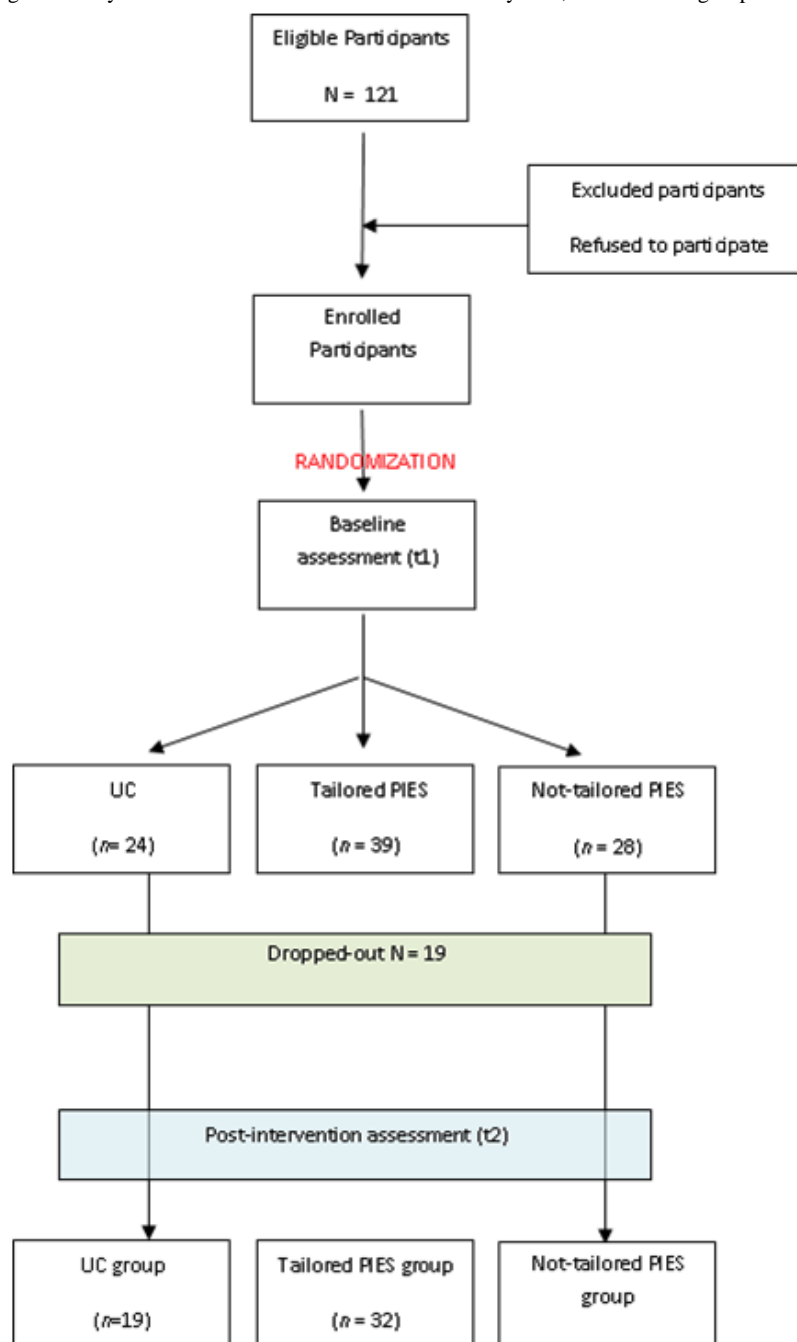 Eligible Participants
N = 121
Excluded participants
Refused to participate
Enrolled
Participants
RANDOMIZATION
Baseline
assessment (t1)
UC
(n= 24)
Tailored PIES
(n = 39)
Not-tailored PIES
(n = 28)
Dropped-out N = 19
Post-intervention assessment (t2)
UC group
(n=19)
Tailored PIES group
(n = 32)
Not-tailored PIES
group